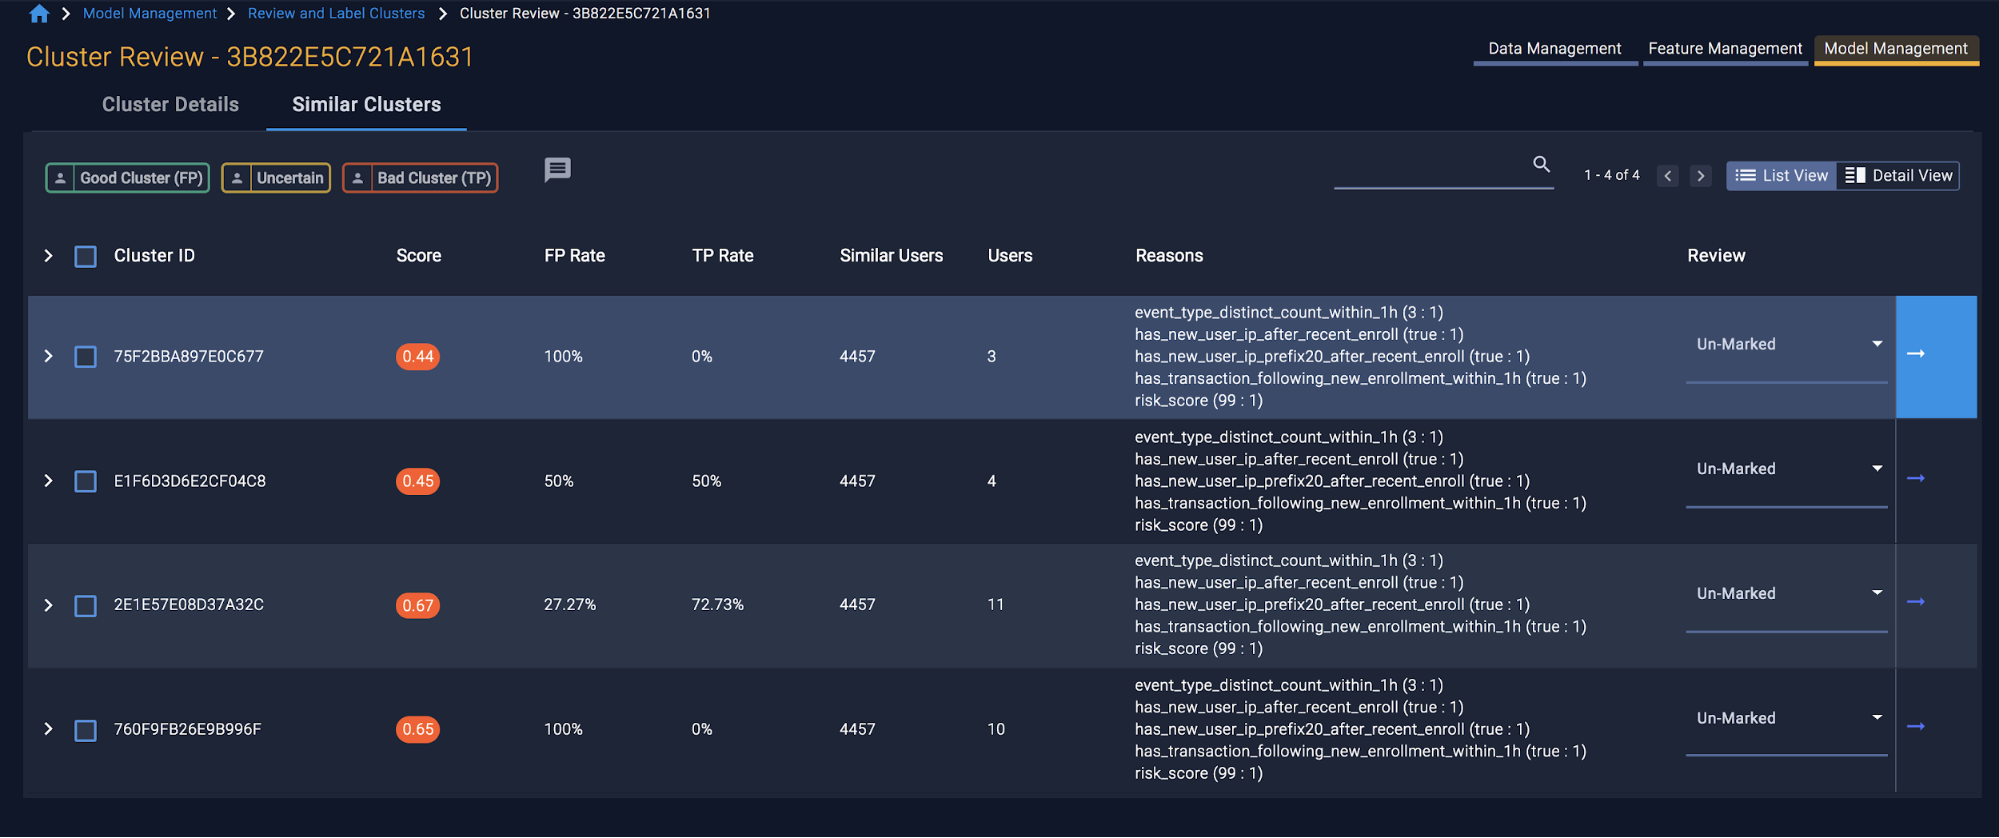 Model Management Review and Label Clusters Cluster Review - 3B822E5C721A1631
Cluster Review - 3B822E5C721A1631
Data Management Feature Management Model Management
Cluster Details Similar Clusters
Good Cluster (FP) Uncertain Bad Cluster (TP) 1 - 4 of 4 List View Detail View
Cluster ID Score FP Rate TP Rate Similar Users Users Reasons Review
event_type_distinct_count_within_1h (3 : 1)
has_new_user_ip_after_recent_enroll (true : 1)
75F2BBA897E0C677 0.44 100% 0% 4457 3 has_new_user_ip_prefix20_after_recent_enroll (true : 1) Un-Marked
has_transaction_following_new_enrollment_within_1h (true : 1)
risk_score (99 : 1)
event_type_distinct_count_within_1h (3 : 1)
has_new_user_ip_after_recent_enroll (true : 1)
E1F6D3D6E2CF04C8 0.45 50% 50% 4457 4 has_new_user_ip_prefix20_after_recent_enroll (true : 1) Un-Marked
has_transaction_following_new_enrollment_within_1h (true : 1)
risk_score (99 : 1)
event_type_distinct_count_within_1h (3 : 1)
has_new_user_ip_after_recent_enroll (true : 1)
2E1E57E08D37A32C 0.67 27.27% 72.73% 4457 11 has_new_user_ip_prefix20_after_recent_enroll (true : 1) Un-Marked
has_transaction_following_new_enrollment_within_1h (true : 1)
risk_score (99 : 1)
event_type_distinct_count_within_1h (3 : 1)
has_new_user_ip_after_recent_enroll (true : 1)
760F9FB26E9B996F 0.65 100% 0% 4457 10 has_new_user_ip_prefix20_after_recent_enroll (true : 1) Un-Marked
has_transaction_following_new_enrollment_within_1h (true : 1)
risk_score (99 : 1)